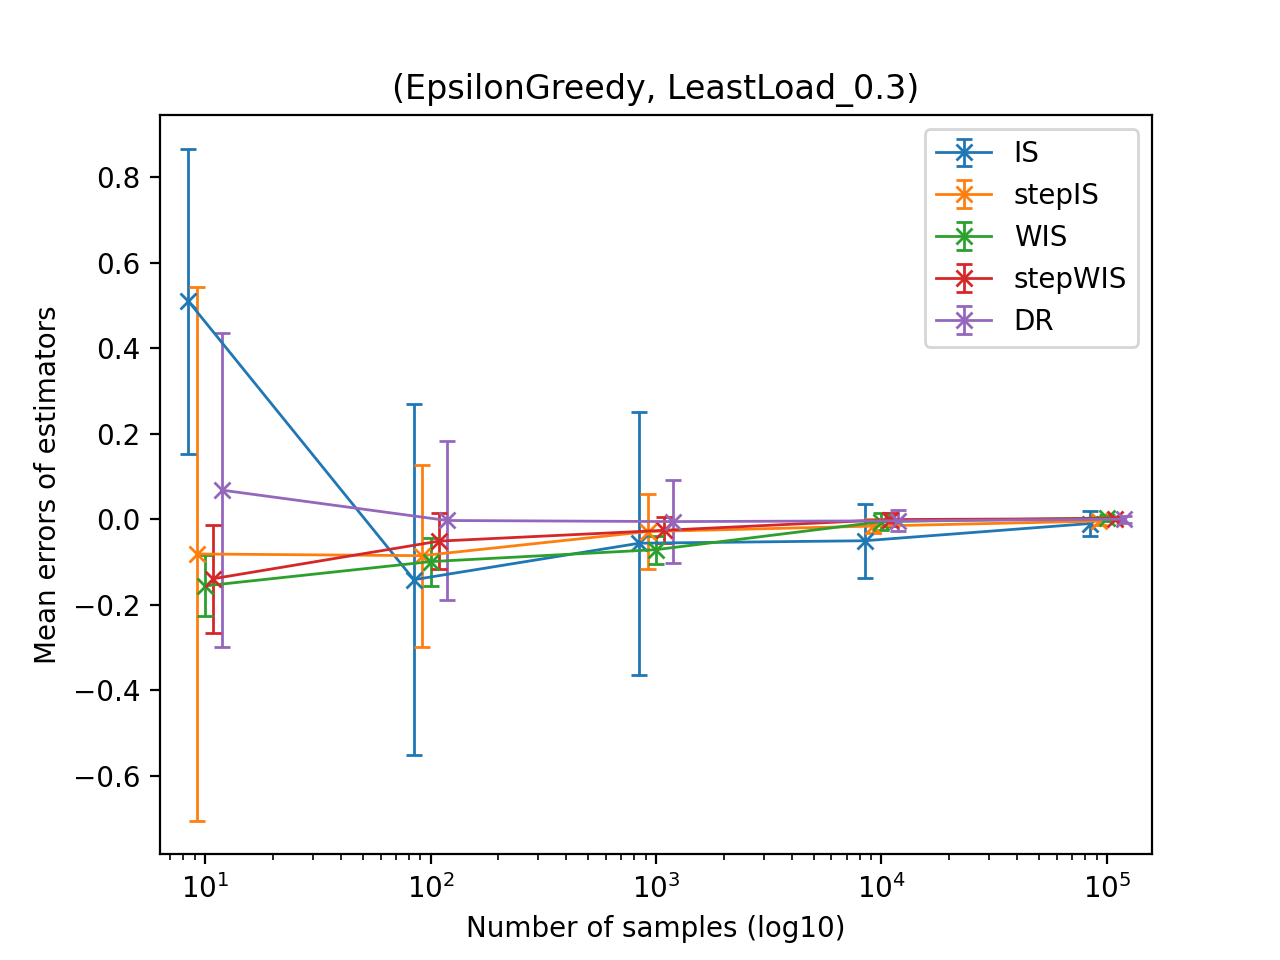 (EpsilonGreedy, LeastLoad_0.3)
IS
stepIS
WIS
stepWIS
DR
Mean errors of estimators
0.8
0.6
0.4
0.2
0.0
−0.2
−0.4
−0.6
10¹
10²
10³
10⁴
10⁵
Number of samples (log10)